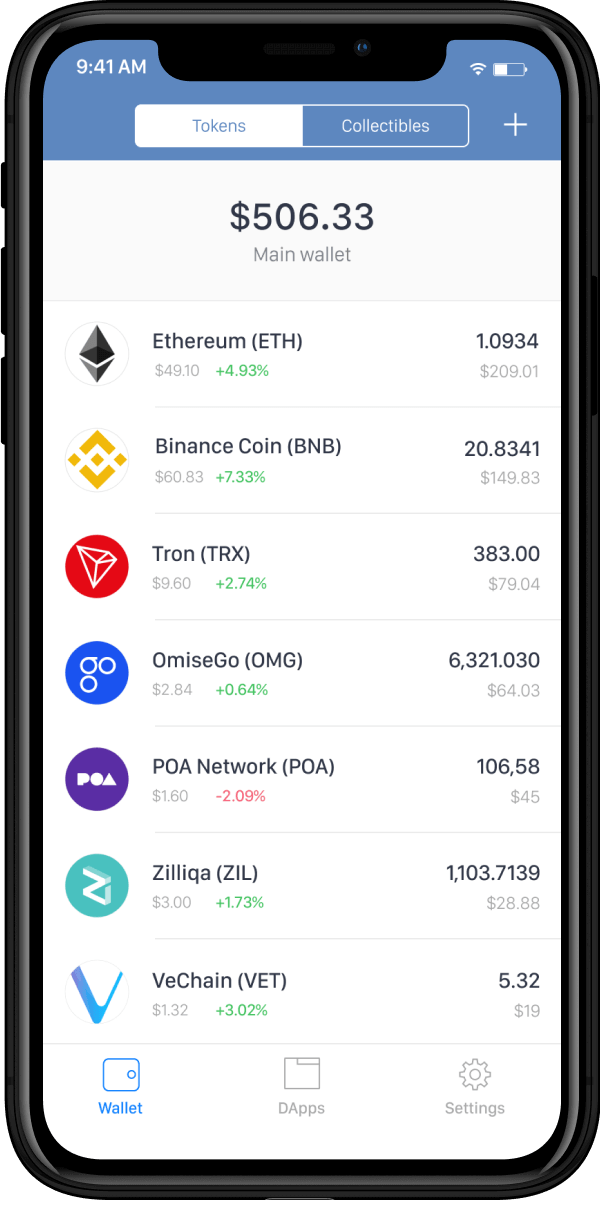 9:41 AM
Tokens Collectibles +
$506.33
Main wallet
Ethereum (ETH) 1.0934
$49.10 +4.93% $209.01
Binance Coin (BNB) 20.8341
$60.83 +7.33% $149.83
Tron (TRX) 383.00
$9.60 +2.74% $79.04
OmiseGo (OMG) 6,321.030
$2.84 +0.64% $64.03
POA Network (POA) 106,58
POA
$1.60 -2.09% $45
Zilliqa (ZIL) 1,103.7139
$3.00 +1.73% $28.88
VeChain (VET) 5.32
$1.32 +3.02% $19
Wallet DApps Settings